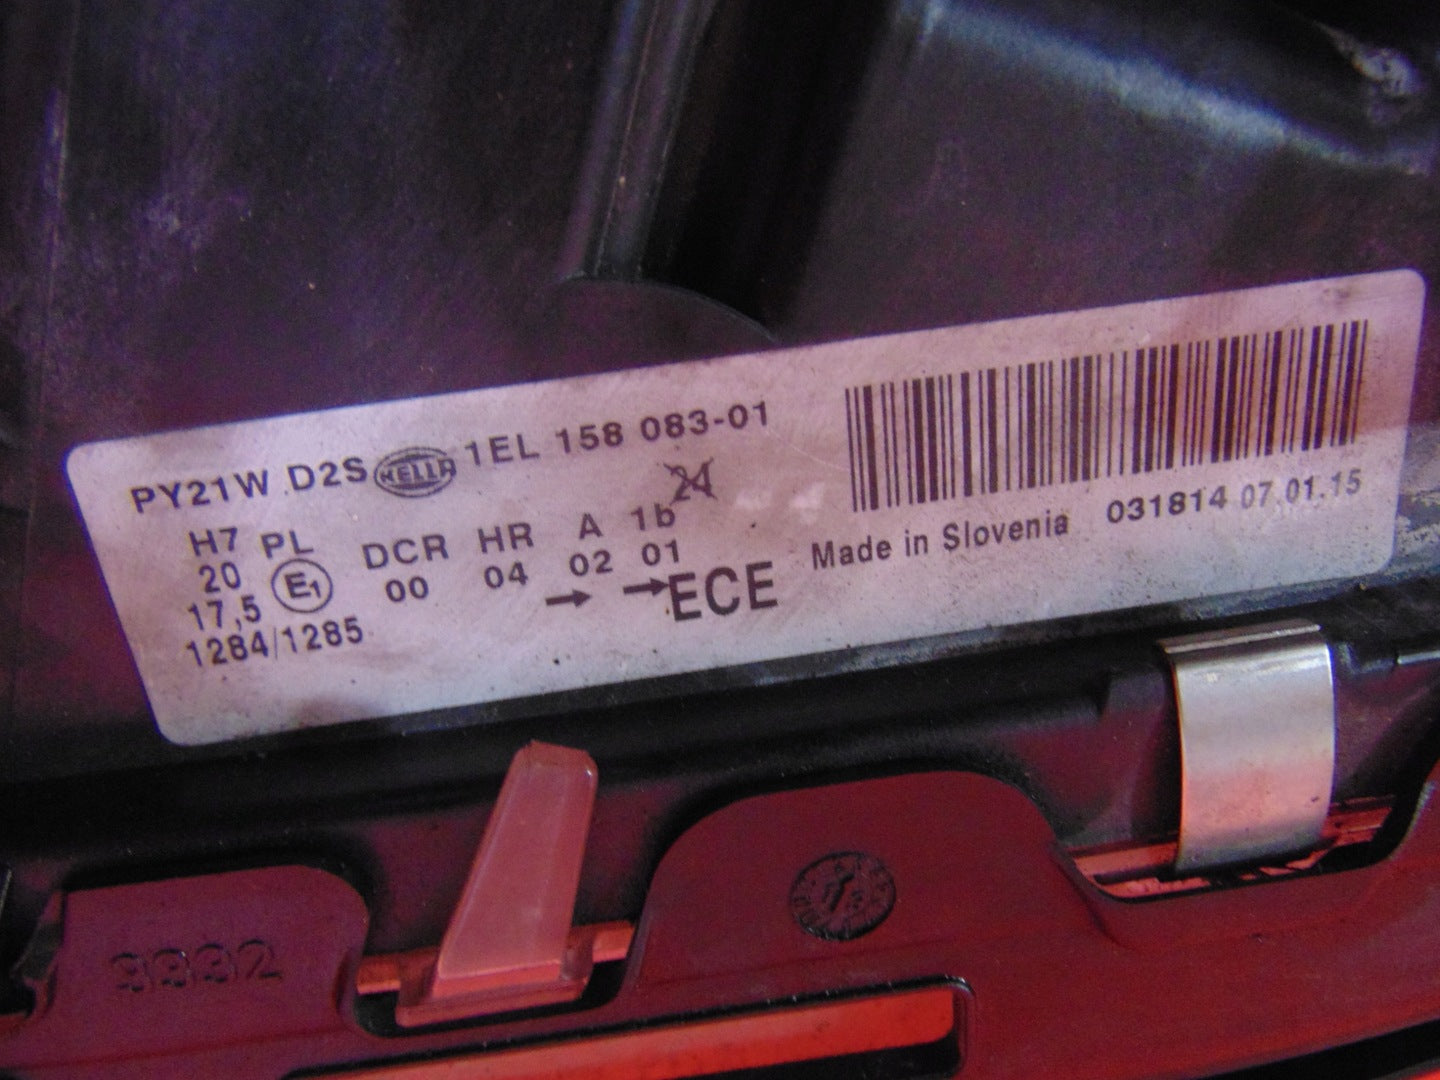 PY21W D2S HELLA 1EL 158 083-01
24
H7 PL DCR HR A 1b
20 E1 00 04 02 01
17,5 → → ECE
1284/1285
Made in Slovenia 031814 07.01.15
3332